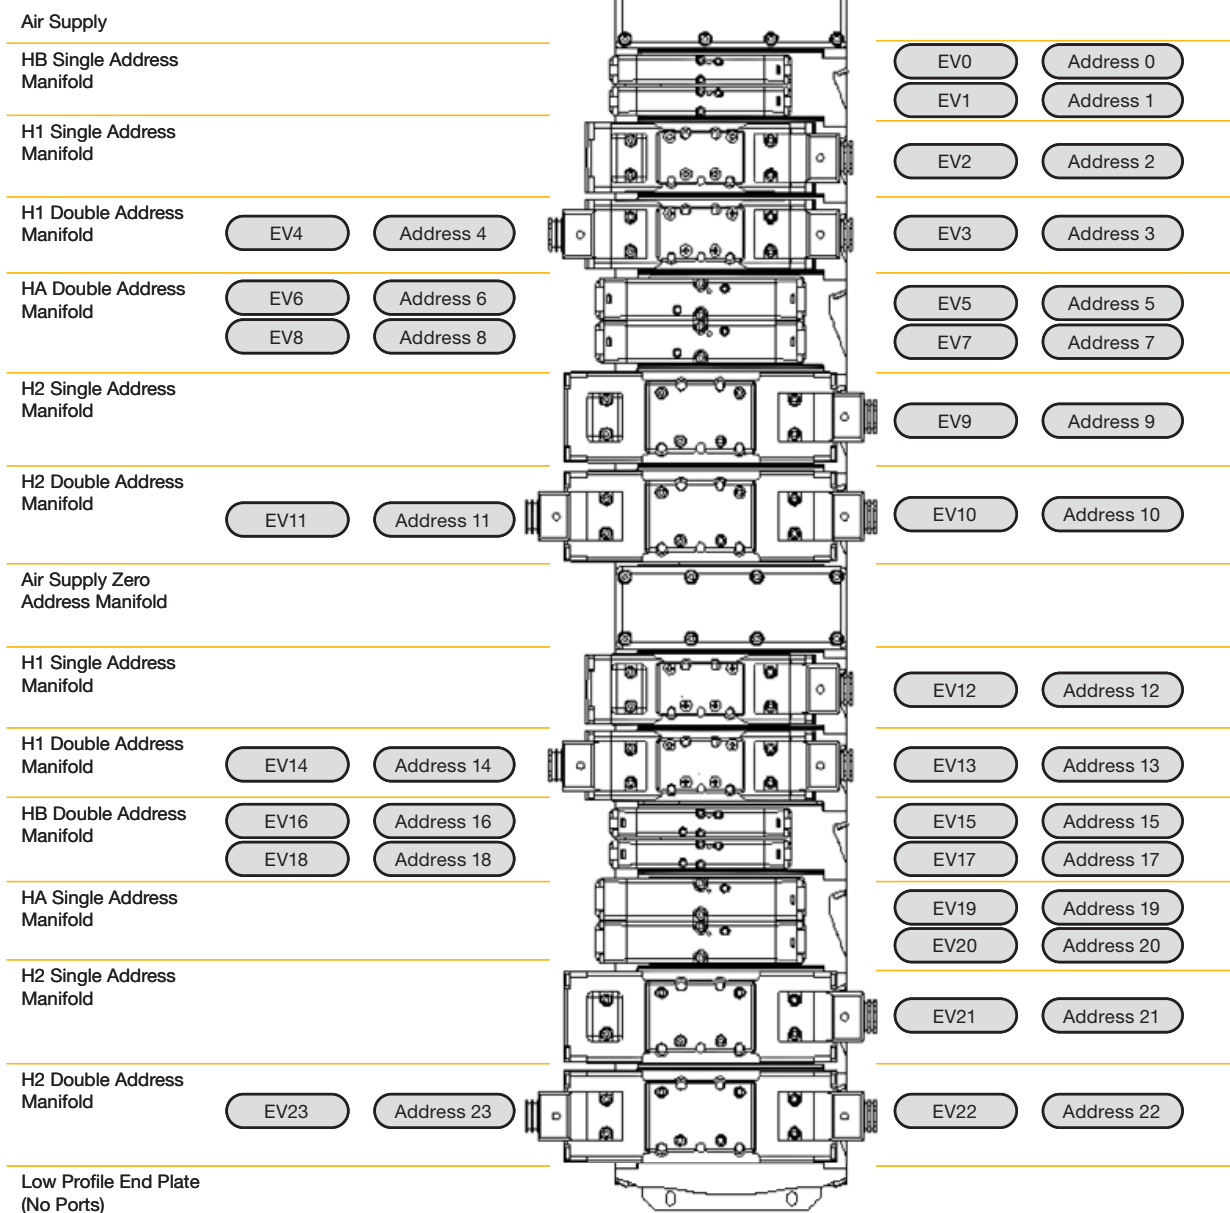 Air Supply
HB Single Address
Manifold
EV0 Address 0
EV1 Address 1
H1 Single Address
Manifold
EV2 Address 2
H1 Double Address
Manifold
EV4 Address 4
EV3 Address 3
HA Double Address
Manifold
EV6 Address 6
EV8 Address 8
EV5 Address 5
EV7 Address 7
H2 Single Address
Manifold
EV9 Address 9
H2 Double Address
Manifold
EV11 Address 11
EV10 Address 10
Air Supply Zero
Address Manifold
H1 Single Address
Manifold
EV12 Address 12
H1 Double Address
Manifold
EV14 Address 14
EV13 Address 13
HB Double Address
Manifold
EV16 Address 16
EV18 Address 18
EV15 Address 15
EV17 Address 17
HA Single Address
Manifold
EV19 Address 19
EV20 Address 20
H2 Single Address
Manifold
EV21 Address 21
H2 Double Address
Manifold
EV23 Address 23
EV22 Address 22
Low Profile End Plate
(No Ports)